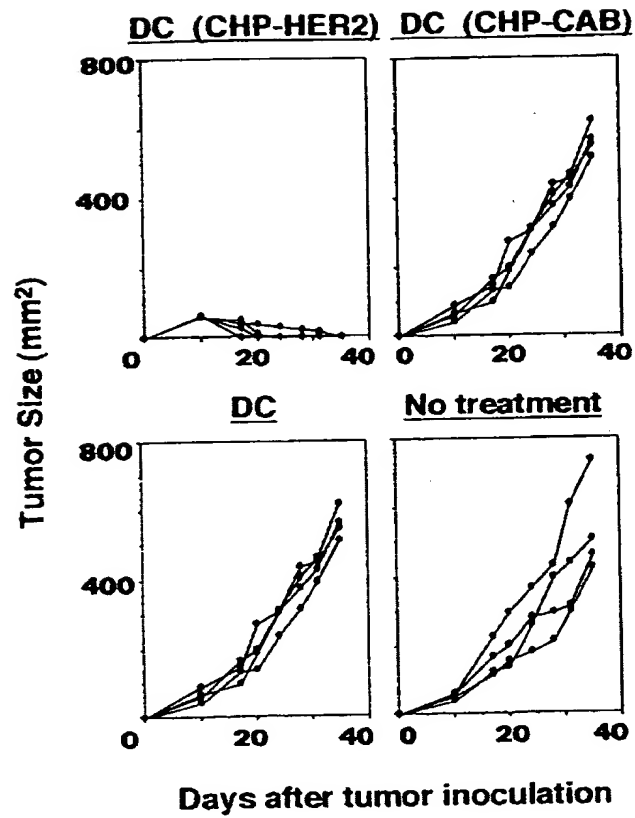 DC (CHP-HER2) DC (CHP-CAB)
800
400
0 20 40 0 20 40
DC No treatment
800
400
0 20 40 0 20 40
Tumor Size (mm²)
Days after tumor inoculation